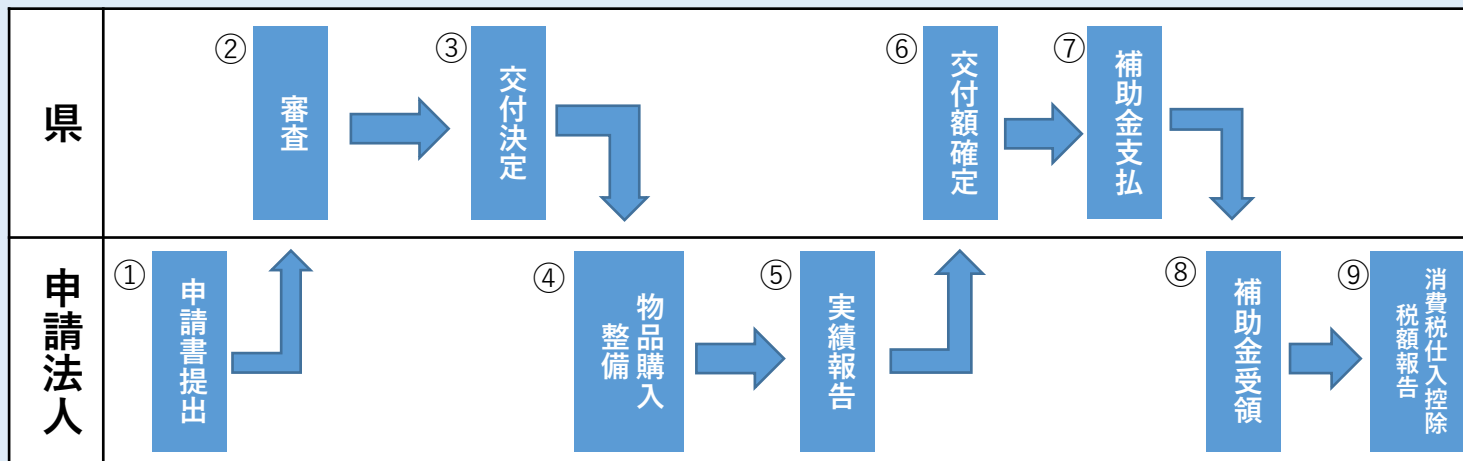 県
②
審査
③
交付決定
⑥
交付額確定
⑦
補助金支払
申請法人
①
申請書提出
④
物品購入
整備
⑤
実績報告
⑧
補助金受領
⑨
消費税仕入控除
税額報告